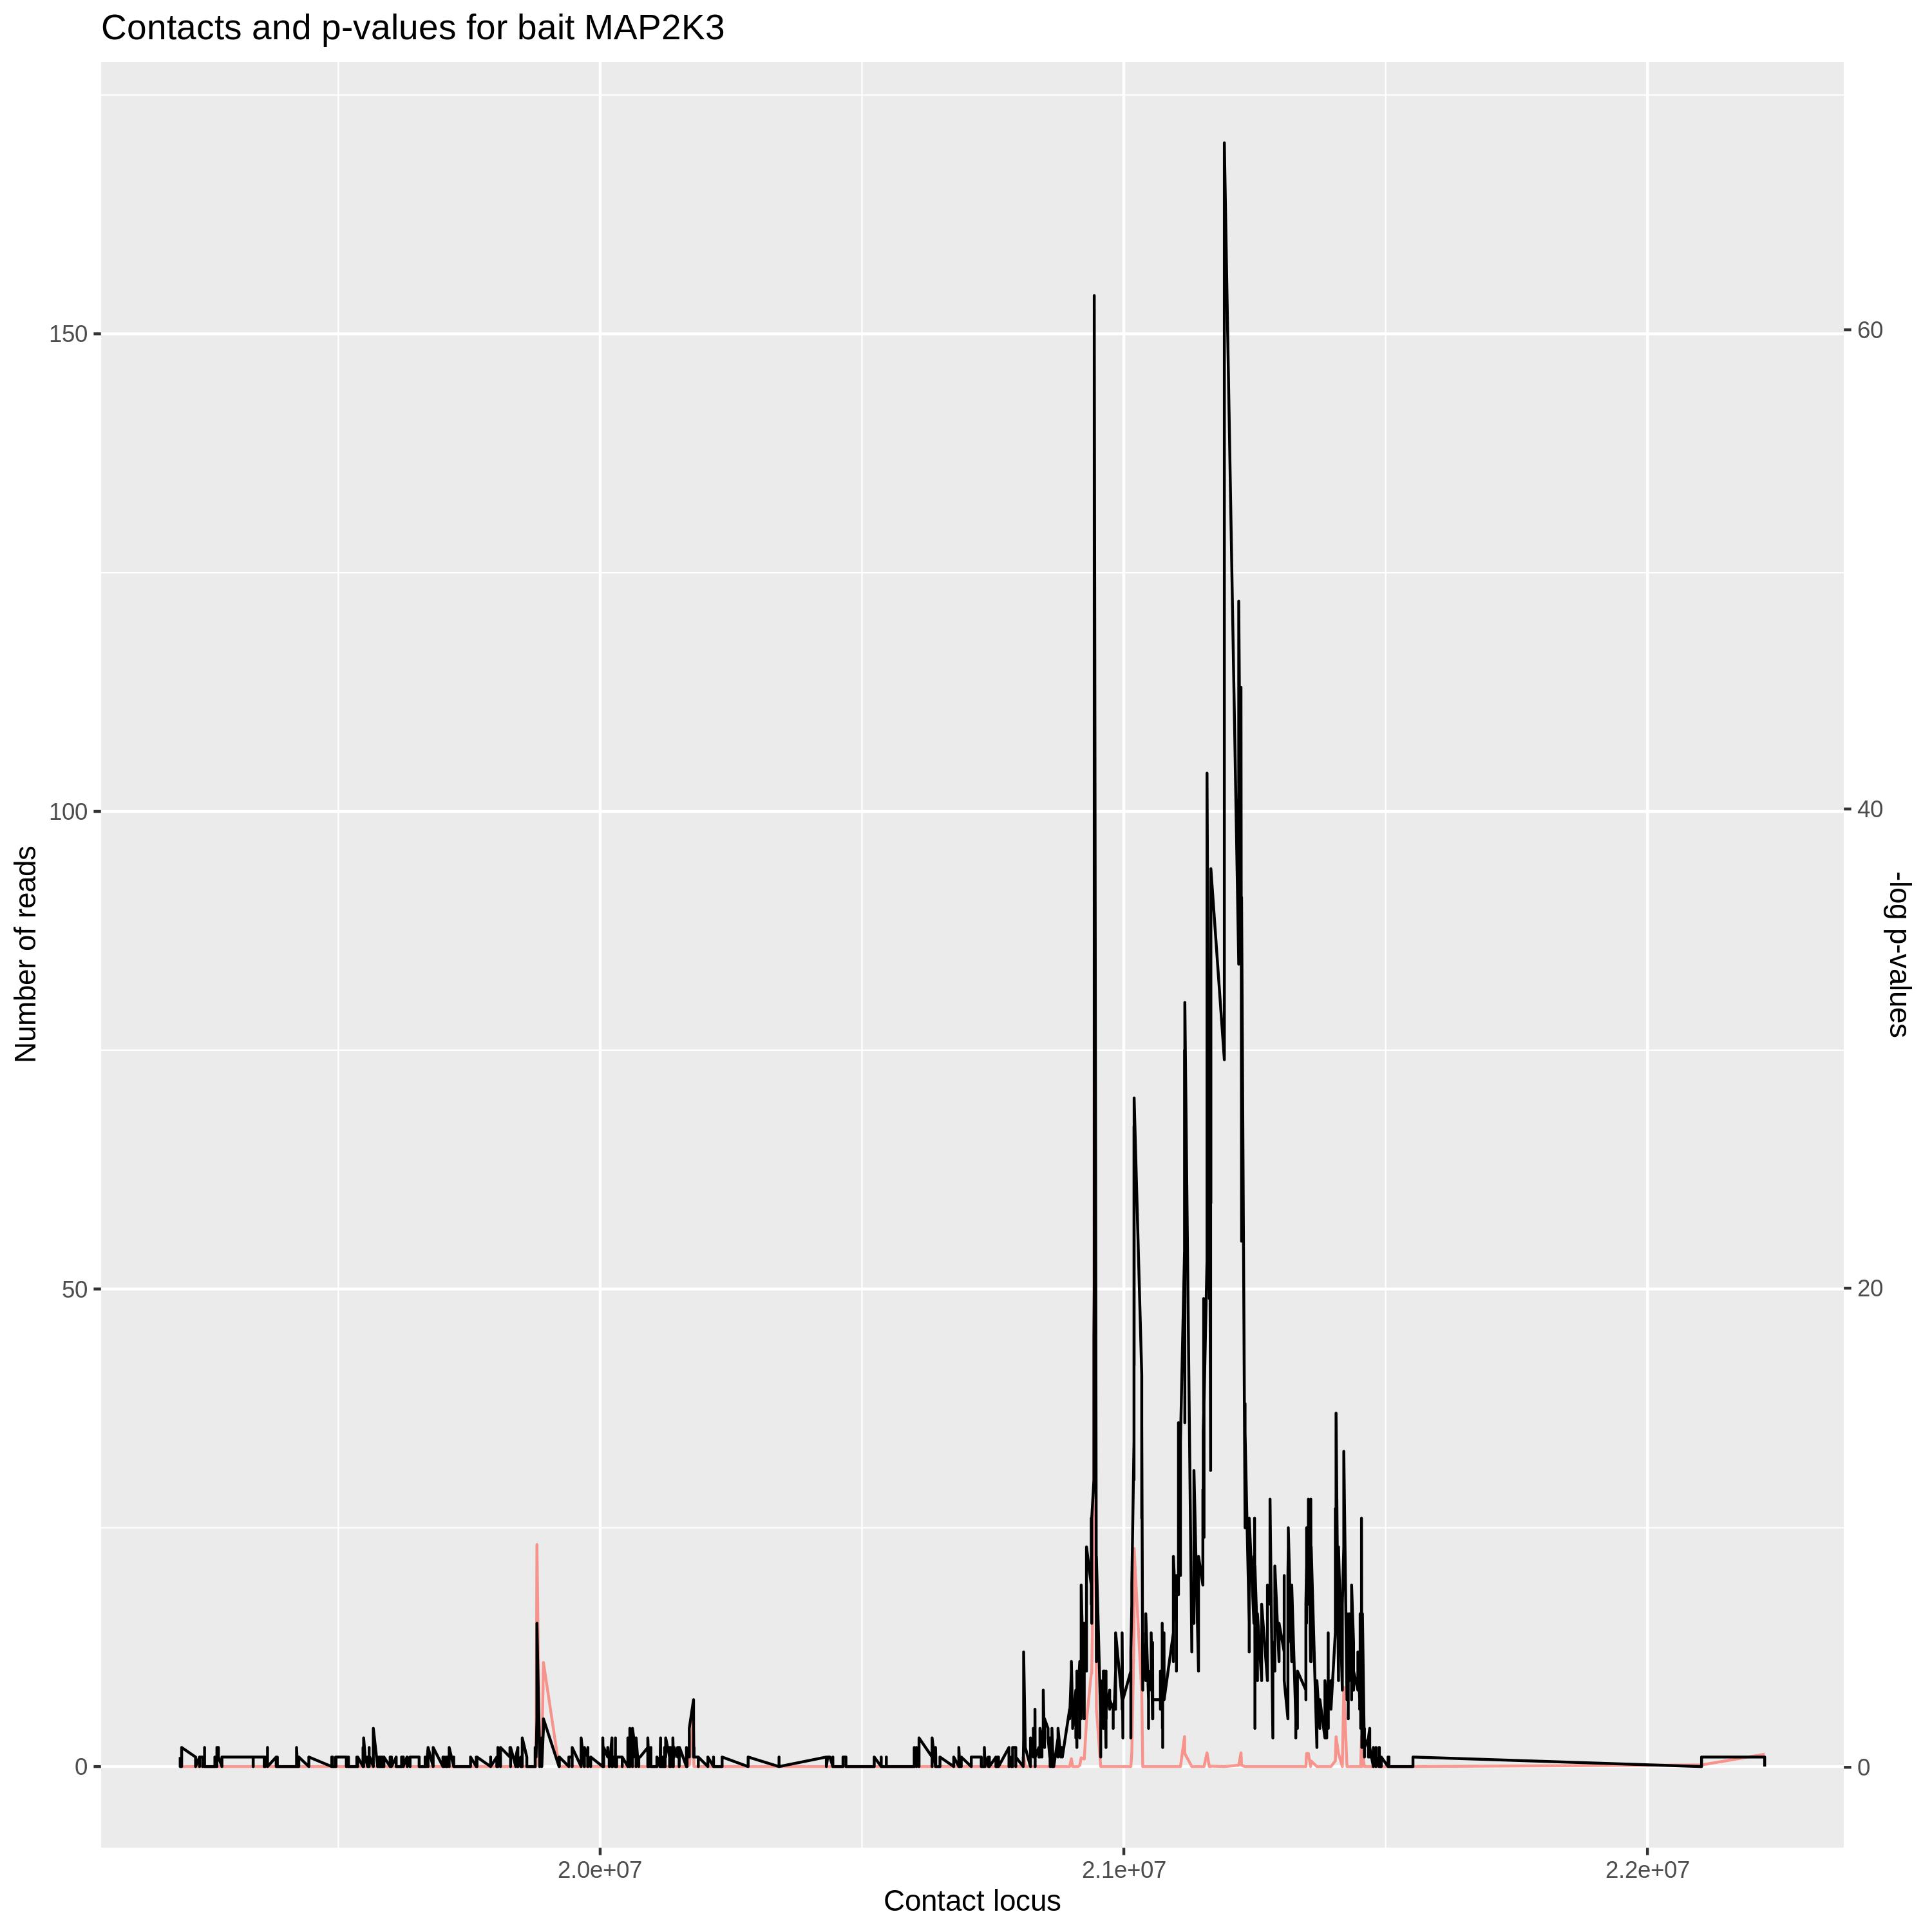 Contacts and p-values for bait MAP2K3
150
100
50
0
60
40
20
0
Number of reads
-log p-values
2.0e+07
2.1e+07
2.2e+07
Contact locus